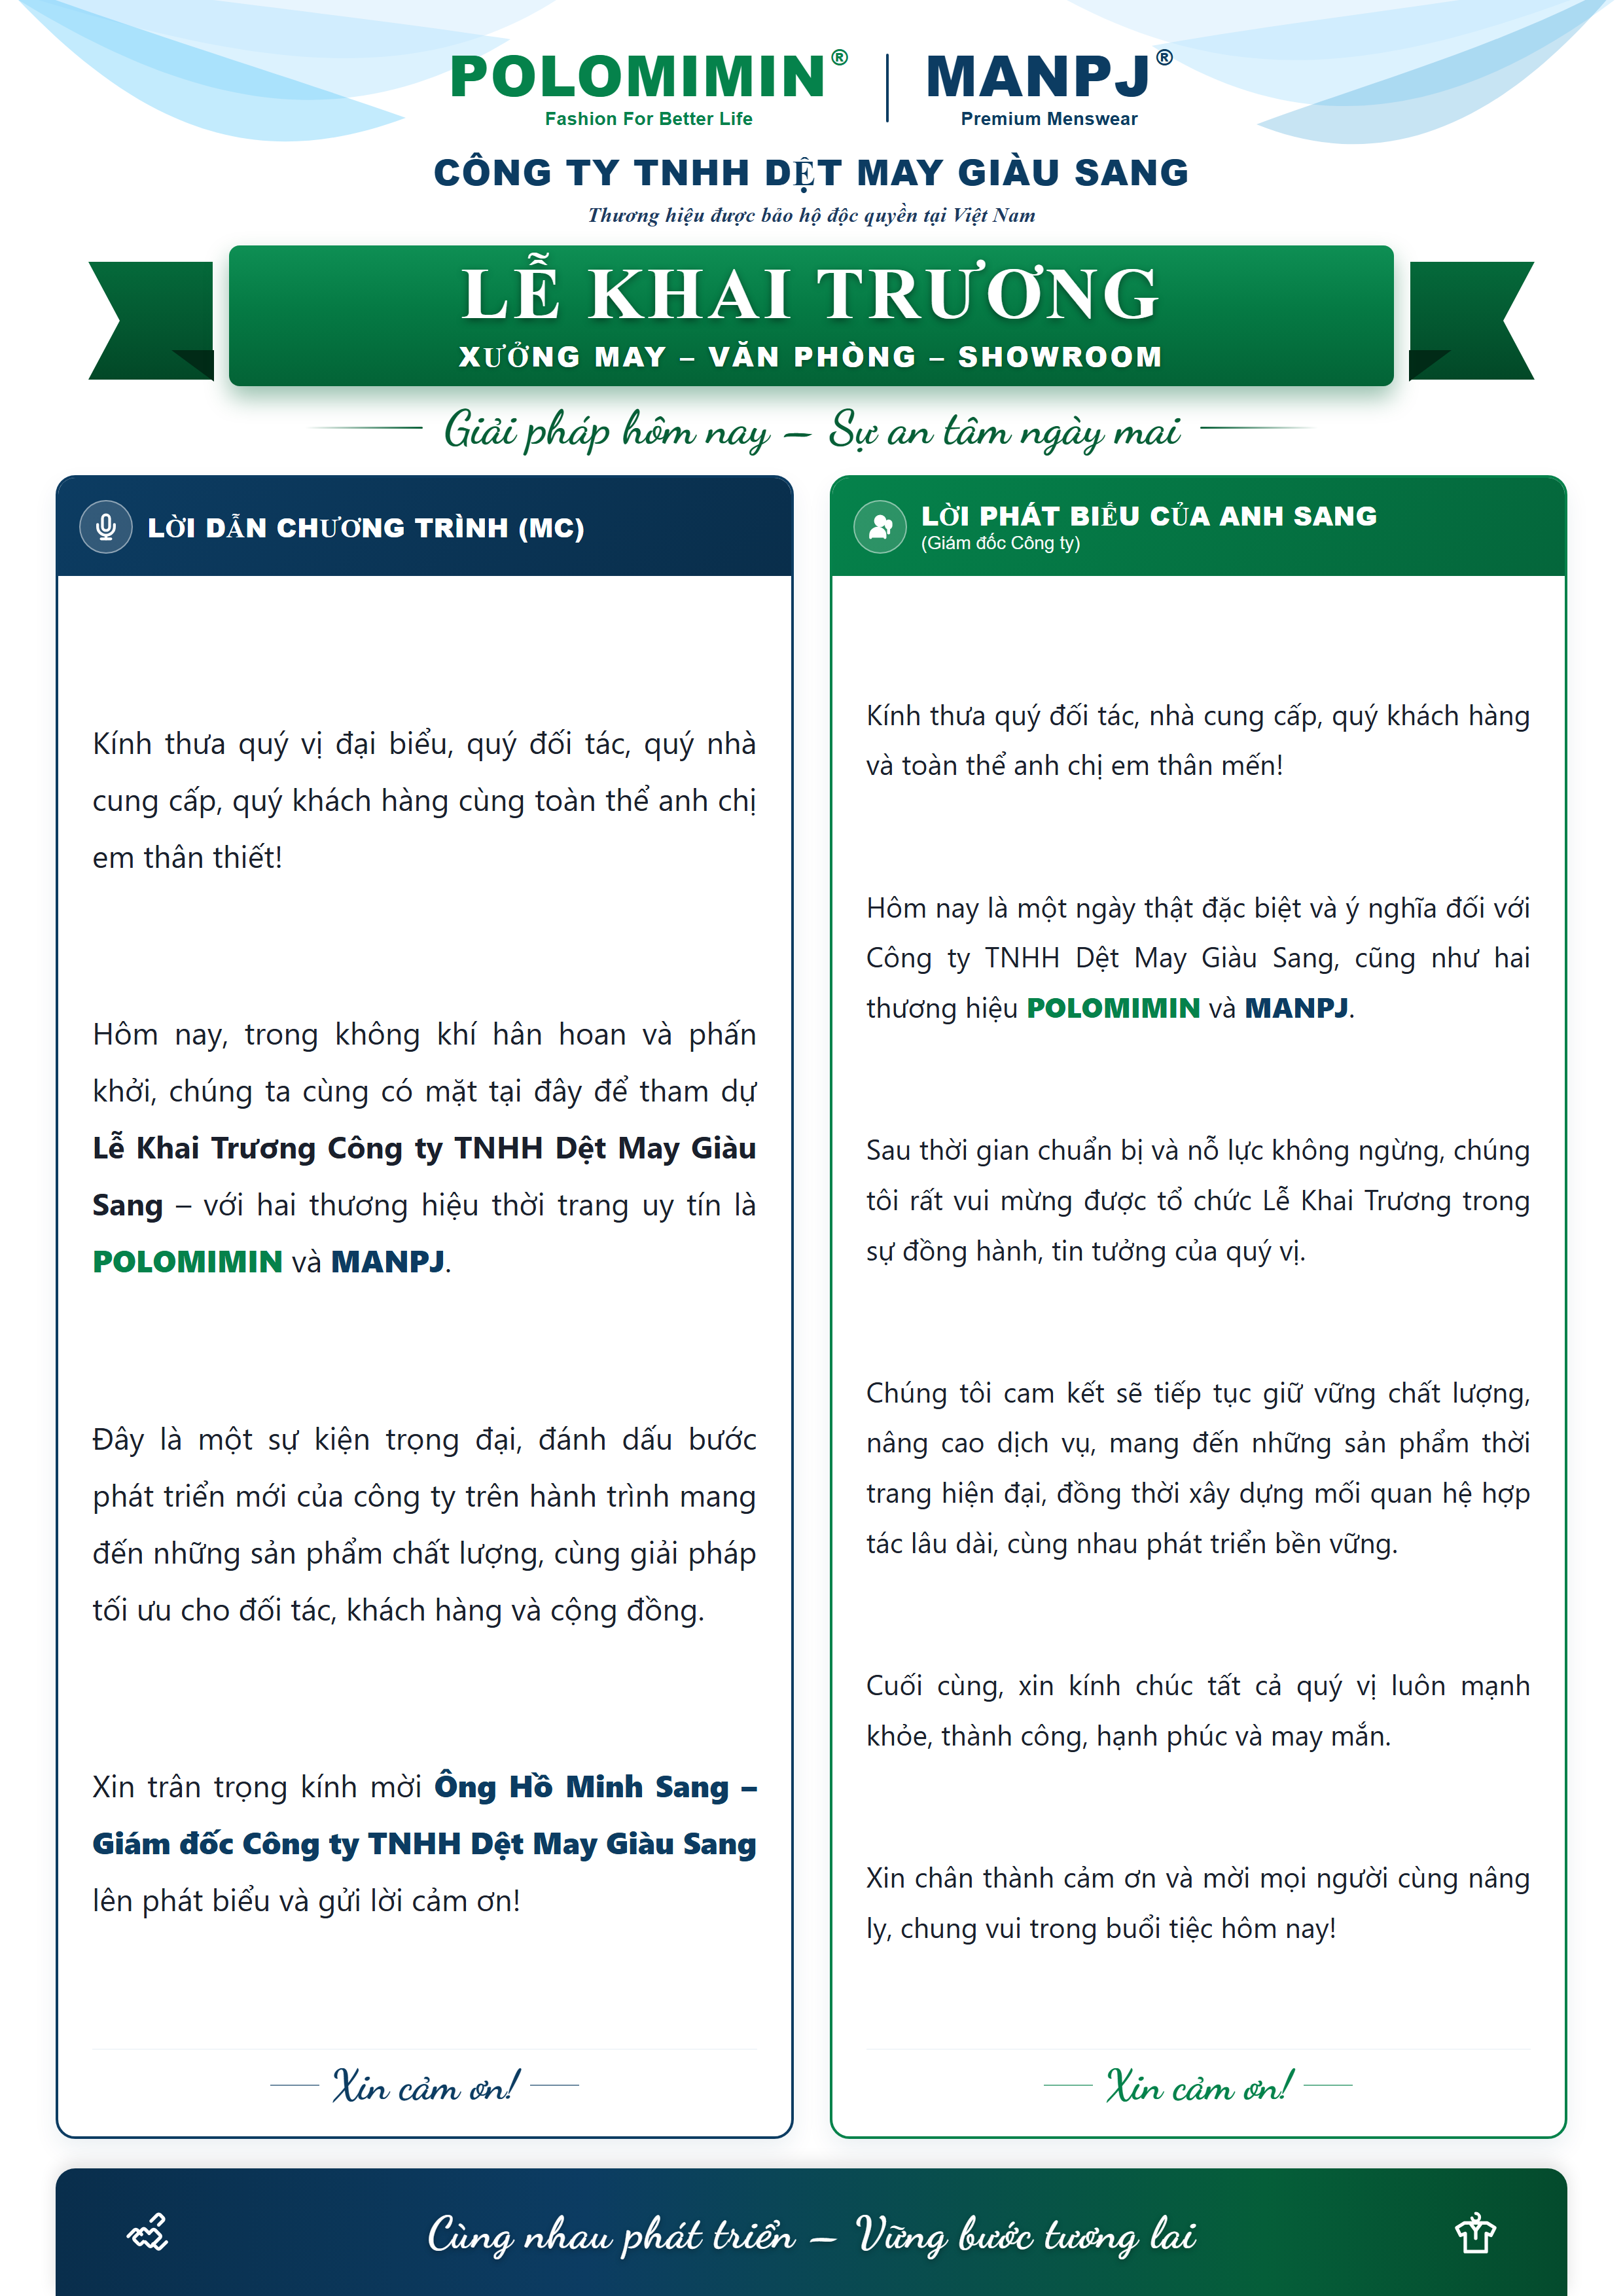 POLOMIMIN®
Fashion For Better Life
MANPJ®
Premium Menswear
CÔNG TY TNHH DỆT MAY GIÀU SANG
Thương hiệu được bảo hộ độc quyền tại Việt Nam
LỄ KHAI TRƯƠNG
XƯỞNG MAY – VĂN PHÒNG – SHOWROOM
Giải pháp hôm nay – Sự an tâm ngày mai
LỜI DẪN CHƯƠNG TRÌNH (MC)
Kính thưa quý vị đại biểu, quý đối tác, quý nhà
cung cấp, quý khách hàng cùng toàn thể anh chị
em thân thiết!
Hôm nay, trong không khí hân hoan và phấn
khởi, chúng ta cùng có mặt tại đây để tham dự
Lễ Khai Trương Công ty TNHH Dệt May Giàu
Sang – với hai thương hiệu thời trang uy tín là
POLOMIMIN và MANPJ.
Đây là một sự kiện trọng đại, đánh dấu bước
phát triển mới của công ty trên hành trình mang
đến những sản phẩm chất lượng, cùng giải pháp
tối ưu cho đối tác, khách hàng và cộng đồng.
Xin trân trọng kính mời Ông Hồ Minh Sang –
Giám đốc Công ty TNHH Dệt May Giàu Sang
lên phát biểu và gửi lời cảm ơn!
Xin cảm ơn!
LỜI PHÁT BIỂU CỦA ANH SANG
(Giám đốc Công ty)
Kính thưa quý đối tác, nhà cung cấp, quý khách hàng
và toàn thể anh chị em thân mến!
Hôm nay là một ngày thật đặc biệt và ý nghĩa đối với
Công ty TNHH Dệt May Giàu Sang, cũng như hai
thương hiệu POLOMIMIN và MANPJ.
Sau thời gian chuẩn bị và nỗ lực không ngừng, chúng
tôi rất vui mừng được tổ chức Lễ Khai Trương trong
sự đồng hành, tin tưởng của quý vị.
Chúng tôi cam kết sẽ tiếp tục giữ vững chất lượng,
nâng cao dịch vụ, mang đến những sản phẩm thời
trang hiện đại, đồng thời xây dựng mối quan hệ hợp
tác lâu dài, cùng nhau phát triển bền vững.
Cuối cùng, xin kính chúc tất cả quý vị luôn mạnh
khỏe, thành công, hạnh phúc và may mắn.
Xin chân thành cảm ơn và mời mọi người cùng nâng
ly, chung vui trong buổi tiệc hôm nay!
Xin cảm ơn!
Cùng nhau phát triển – Vững bước tương lai